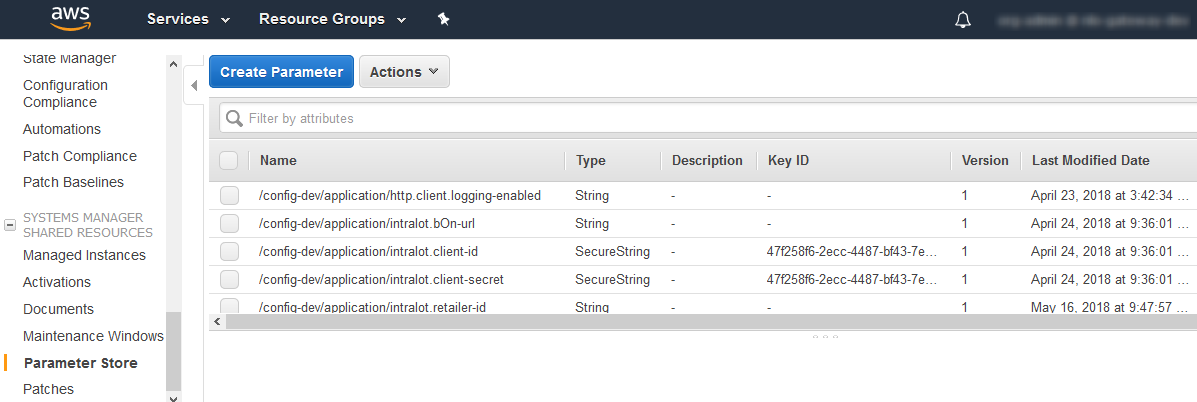 aws Services Resource Groups
State Manager
Configuration
Compliance
Automations
Patch Compliance
Patch Baselines
SYSTEMS MANAGER
SHARED RESOURCES
Managed Instances
Activations
Documents
Maintenance Windows
Parameter Store
Patches
Create Parameter Actions
Filter by attributes
Name Type Description Key ID Version Last Modified Date
/config-dev/application/http.client.logging-enabled String - - 1 April 23, 2018 at 3:42:34 ...
/config-dev/application/intralot.bOn-url String - - 1 April 24, 2018 at 9:36:01 ...
/config-dev/application/intralot.client-id SecureString - 47f258f6-2ecc-4487-bf43-7e... 1 April 24, 2018 at 9:36:01 ...
/config-dev/application/intralot.client-secret SecureString - 47f258f6-2ecc-4487-bf43-7e... 1 April 24, 2018 at 9:36:01 ...
/config-dev/application/intralot.retailer-id String - - 1 May 16, 2018 at 9:47:57 ...